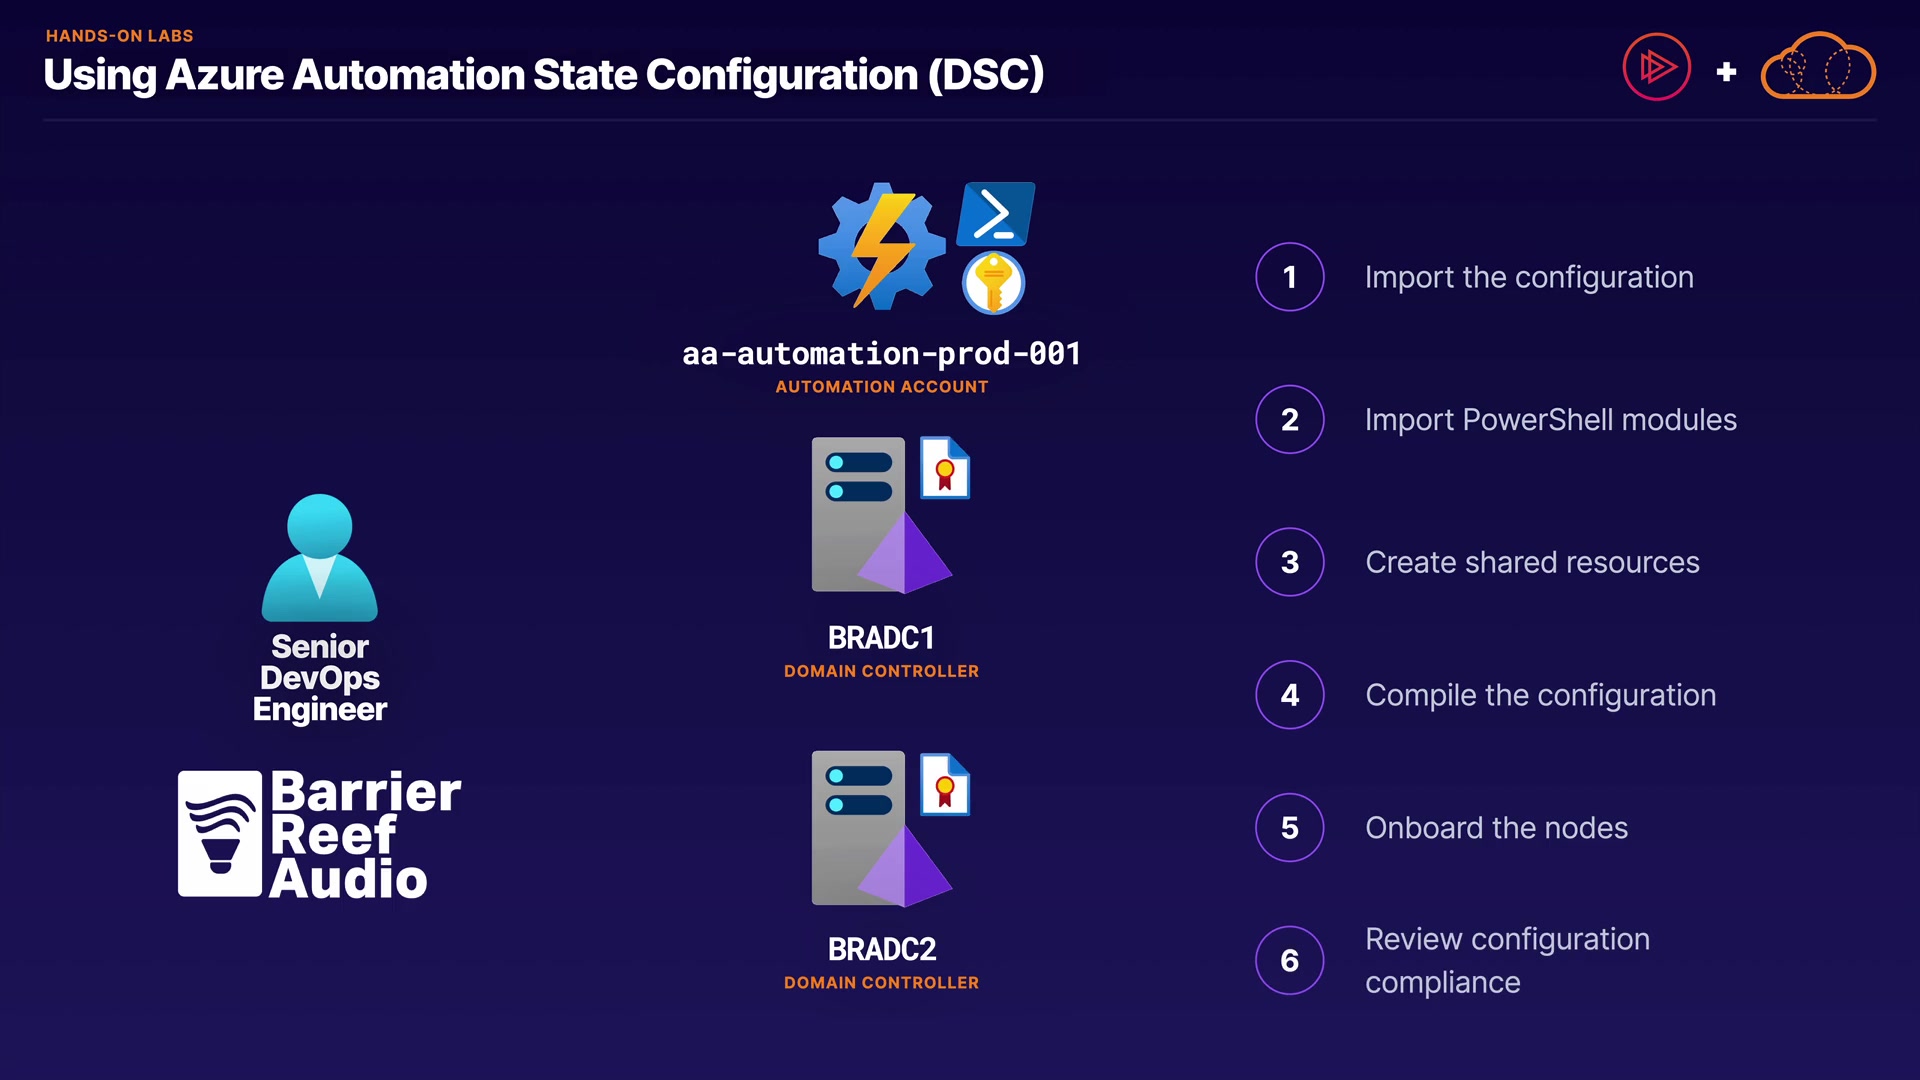 HANDS-ON LABS
Using Azure Automation State Configuration (DSC)
aa-automation-prod-001
AUTOMATION ACCOUNT
BRADC1
DOMAIN CONTROLLER
BRADC2
DOMAIN CONTROLLER
Senior
DevOps
Engineer
Barrier
Reef
Audio
1 Import the configuration
2 Import PowerShell modules
3 Create shared resources
4 Compile the configuration
5 Onboard the nodes
6 Review configuration
compliance